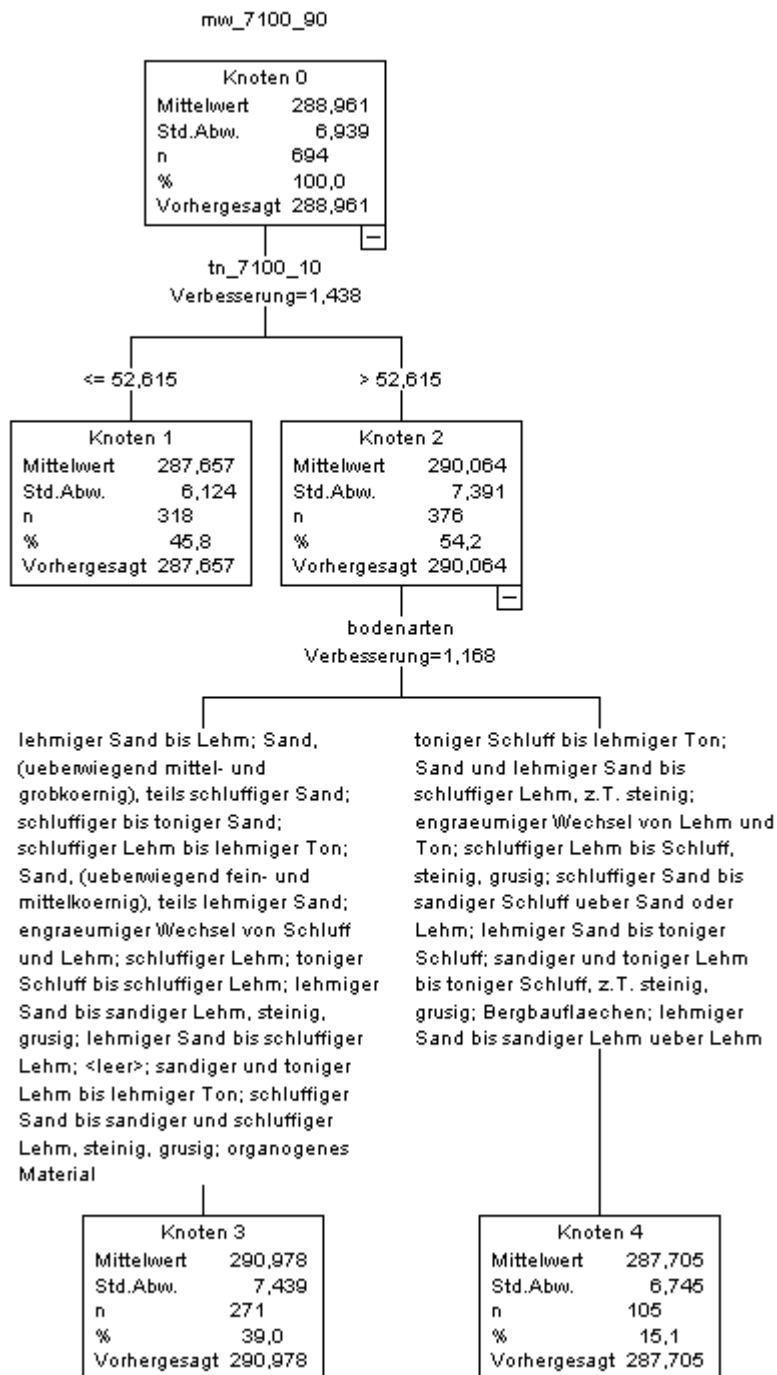 mw_7100_90
Knoten 0
Mittelwert 288,961
Std.Abw. 6,939
n 694
% 100,0
Vorhergesagt 288,961
tn_7100_10
Verbesserung=1,438
<= 52,615
> 52,615
Knoten 1
Mittelwert 287,657
Std.Abw. 6,124
n 318
% 45,8
Vorhergesagt 287,657
Knoten 2
Mittelwert 290,064
Std.Abw. 7,391
n 376
% 54,2
Vorhergesagt 290,064
bodenarten
Verbesserung=1,168
lehmiger Sand bis Lehm; Sand,
(ueberwiegend mittel- und
grobkoernig), teils schluffiger Sand;
schluffiger bis toniger Sand;
schluffiger Lehm bis lehmiger Ton;
Sand, (ueberwiegend fein- und
mittelkoernig), teils lehmiger Sand;
engraeumiger Wechsel von Schluff
und Lehm; schluffiger Lehm; toniger
Schluff bis schluffiger Lehm; lehmiger
Sand bis sandiger Lehm, steinig,
grusig; lehmiger Sand bis schluffiger
Lehm; <leer>; sandiger und toniger
Lehm bis lehmiger Ton; schluffiger
Sand bis sandiger und schluffiger
Lehm, steinig, grusig; organogenes
Material
toniger Schluff bis lehmiger Ton;
Sand und lehmiger Sand bis
schluffiger Lehm, z.T. steinig;
engraeumiger Wechsel von Lehm und
Ton; schluffiger Lehm bis Schluff,
steinig, grusig; schluffiger Sand bis
sandiger Schluff ueber Sand oder
Lehm; lehmiger Sand bis toniger
Schluff; sandiger und toniger Lehm
bis toniger Schluff, z.T. steinig,
grusig; Bergbauflaechen; lehmiger
Sand bis sandiger Lehm ueber Lehm
Knoten 3
Mittelwert 290,978
Std.Abw. 7,439
n 271
% 39,0
Vorhergesagt 290,978
Knoten 4
Mittelwert 287,705
Std.Abw. 6,745
n 105
% 15,1
Vorhergesagt 287,705